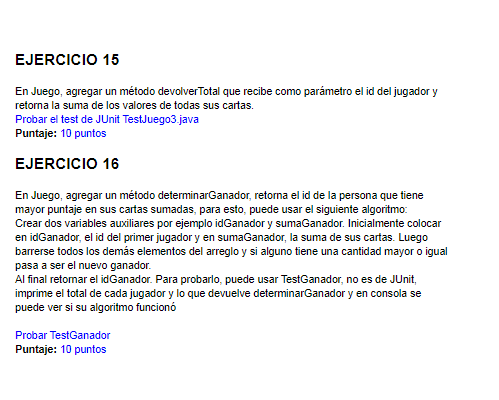 EJERCICIO 15
En Juego, agregar un método devolverTotal que recibe como parámetro el id del jugador y
retorna la suma de los valores de todas sus cartas.
Probar el test de JUnit TestJuego3.java
Puntaje: 10 puntos
EJERCICIO 16
En Juego, agregar un método determinarGanador, retorna el id de la persona que tiene
mayor puntaje en sus cartas sumadas, para esto, puede usar el siguiente algoritmo:
Crear dos variables auxiliares por ejemplo idGanador y sumaGanador. Inicialmente colocar
en idGanador, el id del primer jugador y en sumaGanador, la suma de sus cartas. Luego
barrerse todos los demás elementos del arreglo y si alguno tiene una cantidad mayor o igual
pasa a ser el nuevo ganador.
Al final retornar el idGanador. Para probarlo, puede usar TestGanador, no es de JUnit,
imprime el total de cada jugador y lo que devuelve determinarGanador y en consola se
puede ver si su algoritmo funcionó
Probar TestGanador
Puntaje: 10 puntos